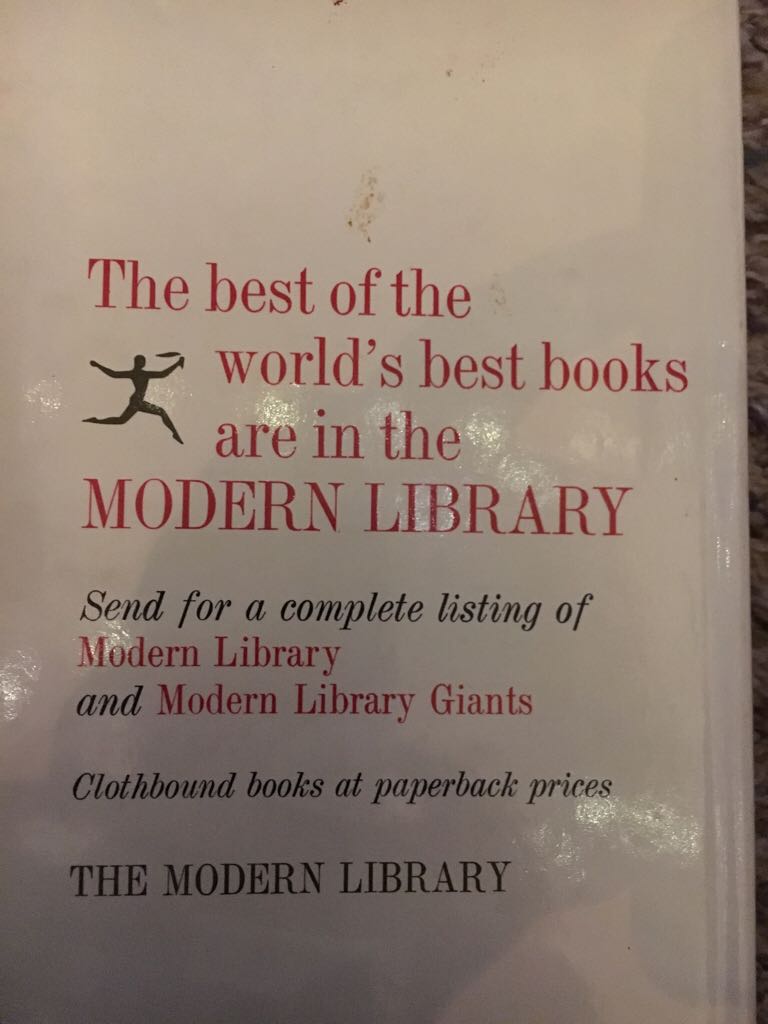 The best of the
world's best books
are in the
MODERN LIBRARY
Send for a complete listing of
Modern Library
and Modern Library Giants
Clothbound books at paperback prices
THE MODERN LIBRARY